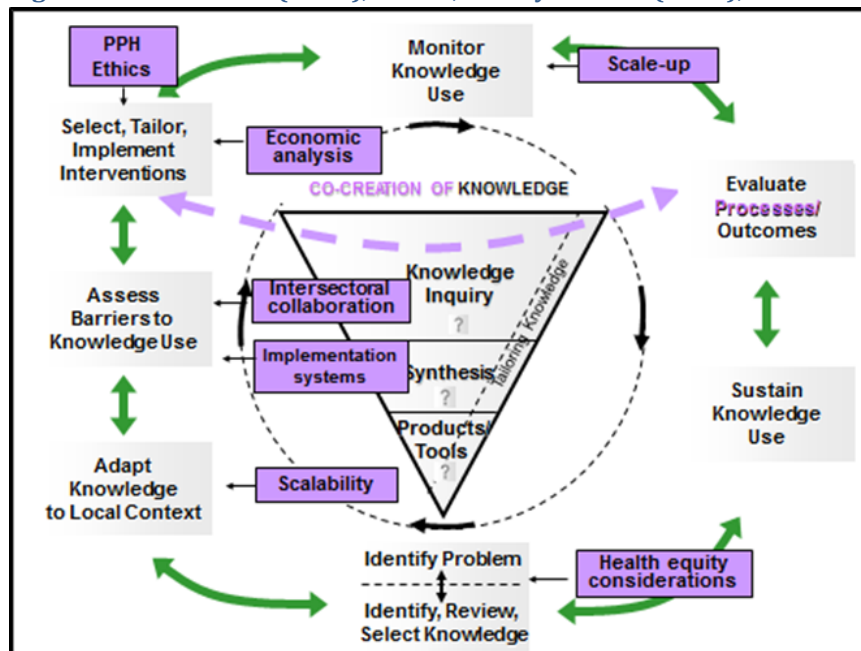 PPH
Ethics
Monitor
Knowledge
Use
Scale-up
Select, Tailor,
Implement
Interventions
Economic
analysis
CO-CREATION OF KNOWLEDGE
Evaluate
Processes/
Outcomes
Knowledge
Inquiry
?
Tailoring Knowledge
Assess
Barriers to
Knowledge Use
Intersectoral
collaboration
Implementation
systems
Synthesis
?
Products/
Tools
?
Sustain
Knowledge
Use
Adapt
Knowledge
to Local Context
Scalability
Identify Problem
Identify, Review,
Select Knowledge
Health equity
considerations